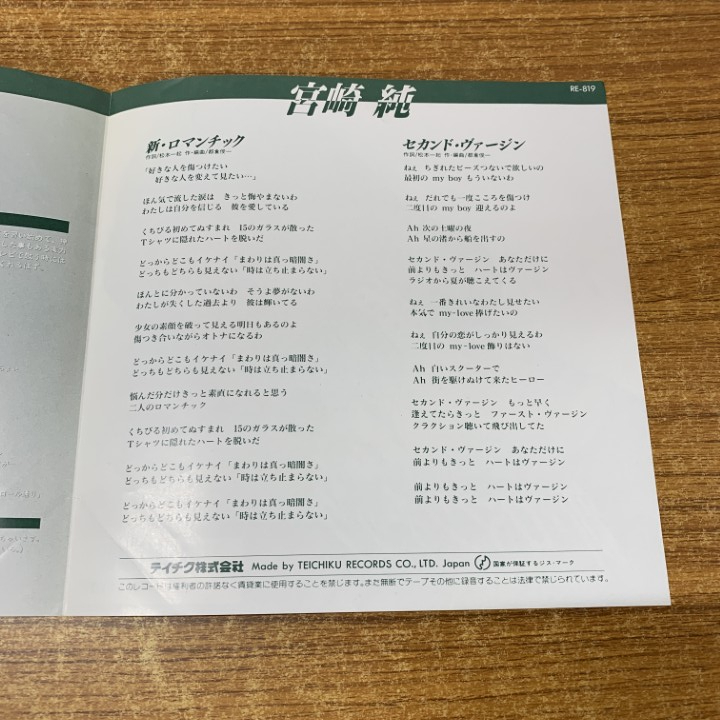 RE-819
宮崎 純
新・ロマンチック
作詞/松本一起 作・編曲/都倉俊一
「好きな人を傷つけたい
好きな人を変えて見たい…」
ほん気で流した涙は きっと悔やまないわ
わたしは自分を信じる 彼を愛している
くちびる初めてぬすまれ 15のガラスが散った
Tシャツに隠れたハートを脱いだ
どっからどこもイケナイ「まわりは真っ暗闇さ」
どっちもどちらも見えない「時は立ち止まらない」
ほんとに分かっていないわ そうよ夢がないわ
わたしが失くした過去より 彼は輝いてる
少女の素顔を破って見える明日もあるのよ
傷つき合いながらオトナになるわ
どっからどこもイケナイ「まわりは真っ暗闇さ」
どっちもどちらも見えない「時は立ち止まらない」
悩んだ分だけきっと素直になれると思う
二人のロマンチック
くちびる初めてぬすまれ 15のガラスが散った
Tシャツに隠れたハートを脱いだ
どっからどこもイケナイ「まわりは真っ暗闇さ」
どっちもどちらも見えない「時は立ち止まらない」
どっからどこもイケナイ「まわりは真っ暗闇さ」
どっちもどちらも見えない「時は立ち止まらない」
セカンド・ヴァージン
作詞/松本一起 作・編曲/都倉俊一
ねぇ ちぎれたビーズつないで欲しいの
最初の my boy もういないわ
ねぇ だれでも一度こころを傷つけ
二度目の my boy 迎えるのよ
Ah 次の土曜の夜
Ah 星の渚から船を出すの
セカンド・ヴァージン あなただけに
前よりもきっと ハートはヴァージン
ラジオから夏が聴こえてくる
ねぇ 一番きれいなわたし見せたい
本気で my-love 捧げたいの
ねぇ 自分の恋がしっかり見えるわ
二度目の my-love 飾りはない
Ah 白いスクーターで
Ah 街を駆けぬけて来たヒーロー
セカンド・ヴァージン もっと早く
逢えてたらきっと ファースト・ヴァージン
クラクション聴いて飛び出してた
セカンド・ヴァージン あなただけに
前よりもきっと ハートはヴァージン
前よりもきっと ハートはヴァージン
前よりもきっと ハートはヴァージン
テイチク株式会社 Made by TEICHIKU RECORDS CO., LTD. Japan 国家が保証するジス・マーク
このレコードは権利者の許諾なく賃貸業に使用することを禁じます。また無断でテープその他に録音することは法律で禁じられています。